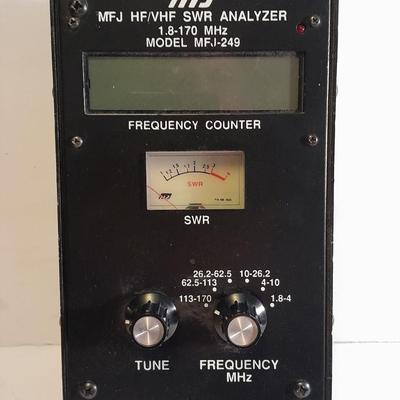 MFJ
MFJ HF/VHF SWR ANALYZER
1.8-170 MHz
MODEL MFJ-249
FREQUENCY COUNTER
SWR
MFJ
SWR
26.2-62.5 10-26.2
62.5-113 4-10
113-170 1.8-4
TUNE FREQUENCY
MHz